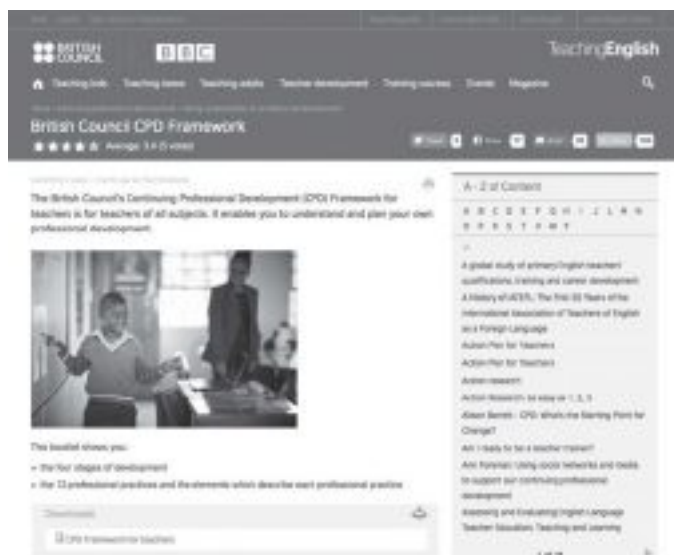 BRITISH
COUNCIL
BBC
TeachingEnglish
Teaching kids Teaching teens Teaching adults Teacher development Training courses Events Magazine
British Council CPD Framework
Average: 3.4 (5 votes)
The British Council's Continuing Professional Development (CPD) Framework for
teachers is for teachers of all subjects. It enables you to understand and plan your own
professional development.
This booklet shows you:
the four stages of development
the 12 professional practices and the elements which describe each professional practice
Downloads
CPD framework for teachers
A - Z of Content
A global study of primary English teachers'
qualifications, training and career development
A History of IATEFL: The First 50 Years of the
International Association of Teachers of English
as a Foreign Language
Action Plan for Teachers
Action Plan for Teachers
Action research
Action Research: as easy as 1, 2, 3
Alison Barrett - CPD: What's the Starting Point for
Change?
Am I ready to be a teacher trainer?
Ann Foreman: Using social networks and media
to support our continuing professional
development
Assessing and Evaluating English Language
Teacher Education, Teaching and Learning